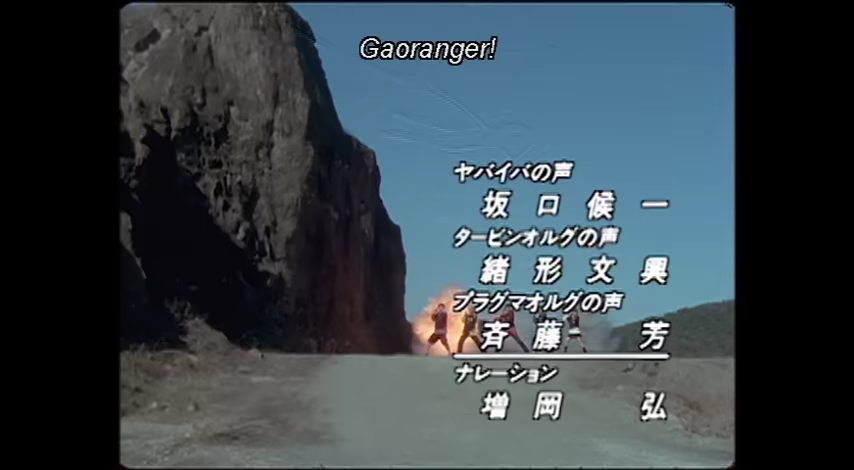 Gaoranger!
ヤバイバの声
坂口候一
タービンオルグの声
緒形文興
プラグマオルグの声
斉藤 芳
ナレーション
増岡 弘